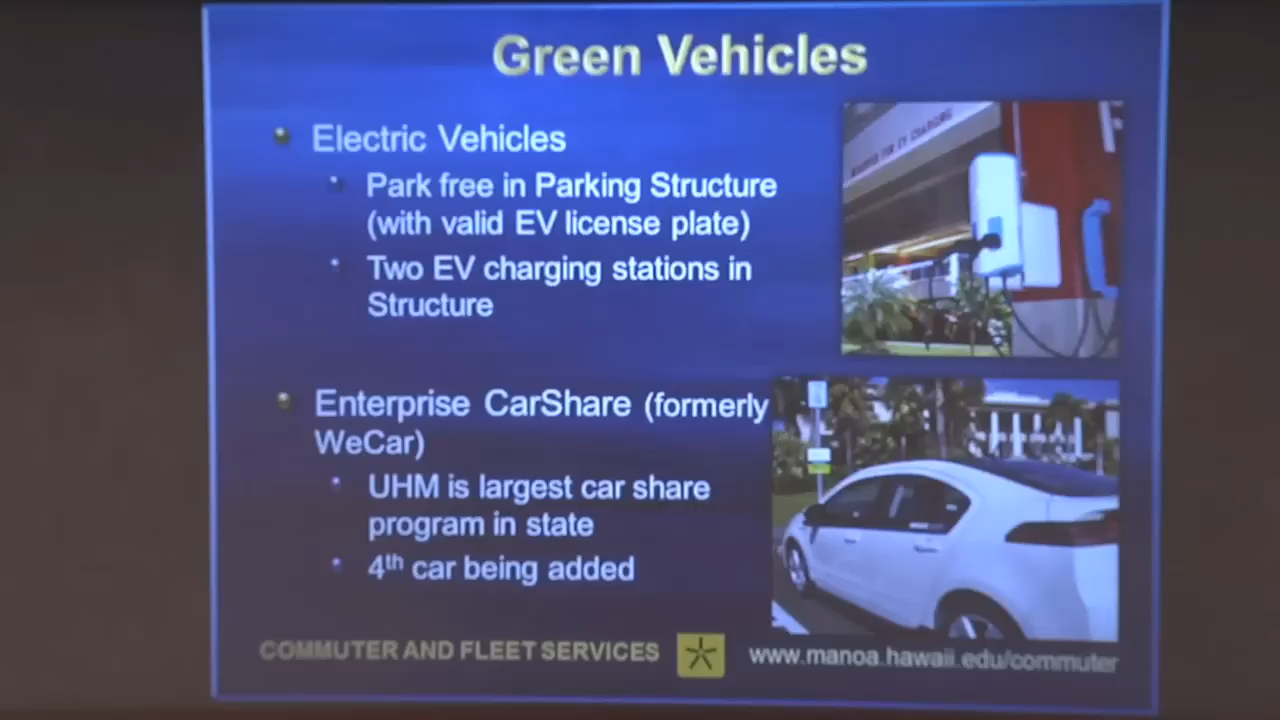 Green Vehicles
Electric Vehicles
Park free in Parking Structure
(with valid EV license plate)
Two EV charging stations in
Structure
Enterprise CarShare (formerly
WeCar)
UHM is largest car share
program in state
4th car being added
COMMUTER AND FLEET SERVICES
www.manoa.hawaii.edu/commuter